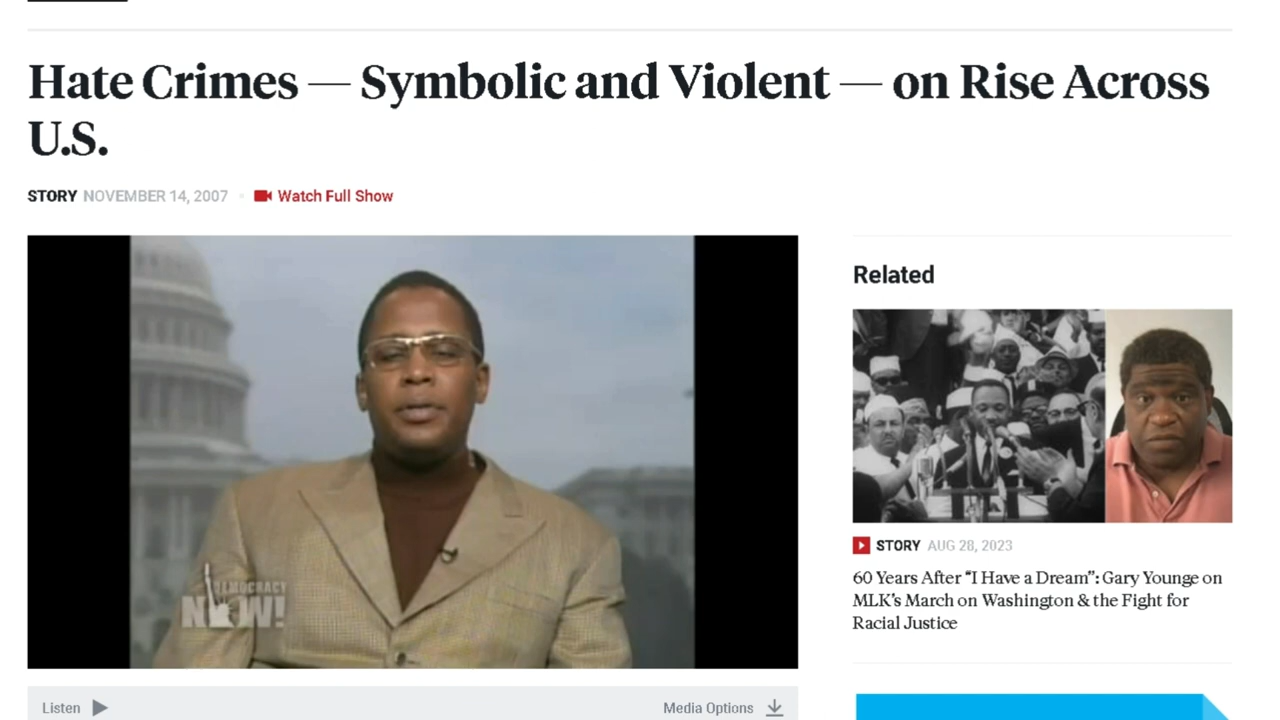 Hate Crimes — Symbolic and Violent — on Rise Across
U.S.
STORY NOVEMBER 14, 2007 • Watch Full Show
DEMOCRACY
NOW!
Listen
Media Options
Related
STORY AUG 28, 2023
60 Years After “I Have a Dream”: Gary Younge on
MLK’s March on Washington & the Fight for
Racial Justice